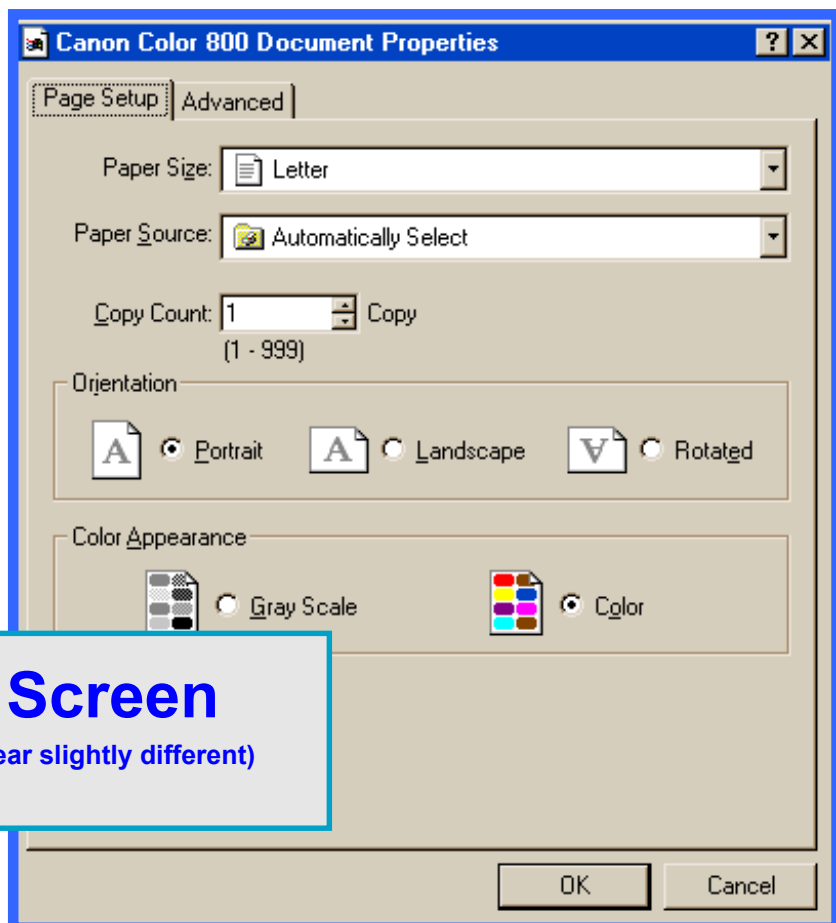 Canon Color 800 Document Properties
Page Setup Advanced
Paper Size: Letter
Paper Source: Automatically Select
Copy Count: 1 Copy
(1 - 999)
Orientation
A Portrait A Landscape A Rotated
Color Appearance
Gray Scale Color
Screen
ear slightly different)
OK Cancel